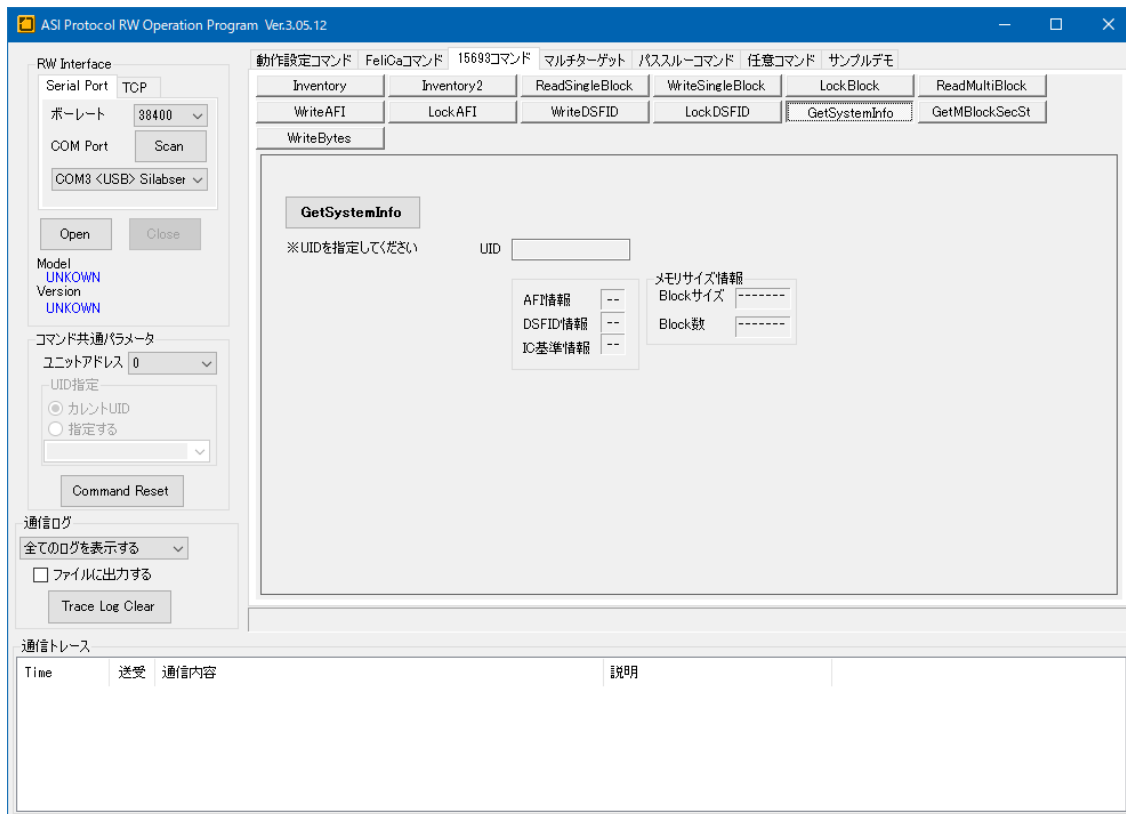 ASI Protocol RW Operation Program Ver.3.05.12
RW Interface
Serial Port TCP
ボーレート 38400
COM Port Scan
COM3 <USB> Silabser
Open Close
Model
UNKOWN
Version
UNKOWN
コマンド共通パラメータ
ユニットアドレス 0
UID指定
カレントUID
指定する
Command Reset
通信ログ
全てのログを表示する
ファイルに出力する
Trace Log Clear
動作設定コマンド FeliCaコマンド 15693コマンド マルチターゲット パススルーコマンド 任意コマンド サンプルデモ
Inventory Inventory2 ReadSingleBlock WriteSingleBlock LockBlock ReadMultiBlock
WriteAFI LockAFI WriteDSFID LockDSFID GetSystemInfo GetMBlockSecSt
WriteBytes
GetSystemInfo
※UIDを指定してください UID
AFI情報 --
DSFID情報 --
IC基準情報 --
メモリサイズ情報
Blockサイズ -------
Block数 -------
通信トレース
Time 送受 通信内容 説明